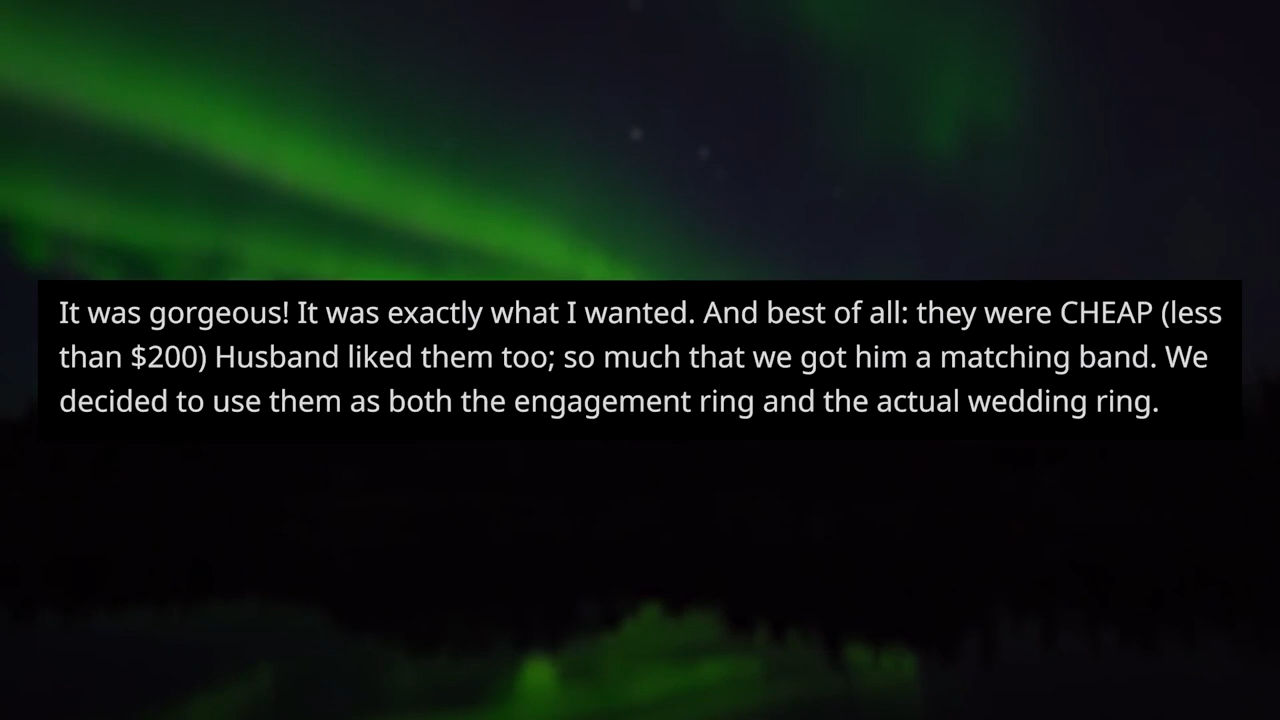 It was gorgeous! It was exactly what I wanted. And best of all: they were CHEAP (less
than $200) Husband liked them too; so much that we got him a matching band. We
decided to use them as both the engagement ring and the actual wedding ring.